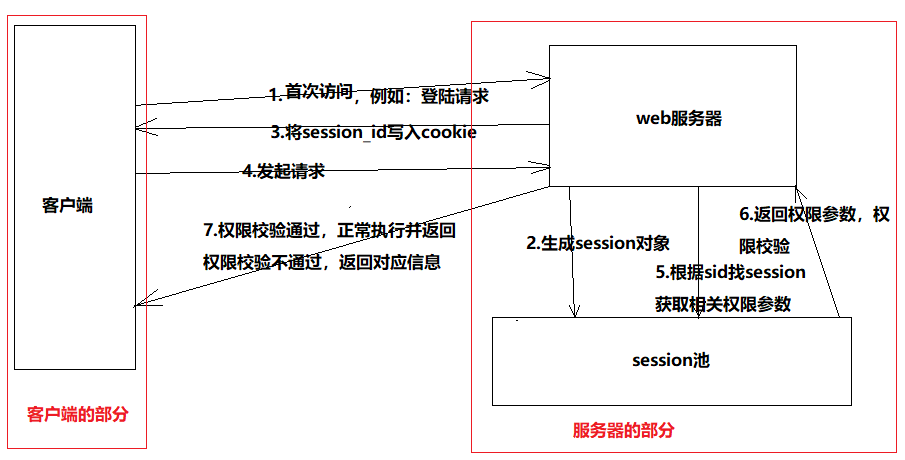 1.首次访问，例如：登陆请求
web服务器
3.将session_id写入cookie
4.发起请求
客户端
7.权限校验通过，正常执行并返回
权限校验不通过，返回对应信息
2.生成session对象
6.返回权限参数，权
限校验
5.根据sid找session
获取相关权限参数
session池
客户端的部分
服务器的部分